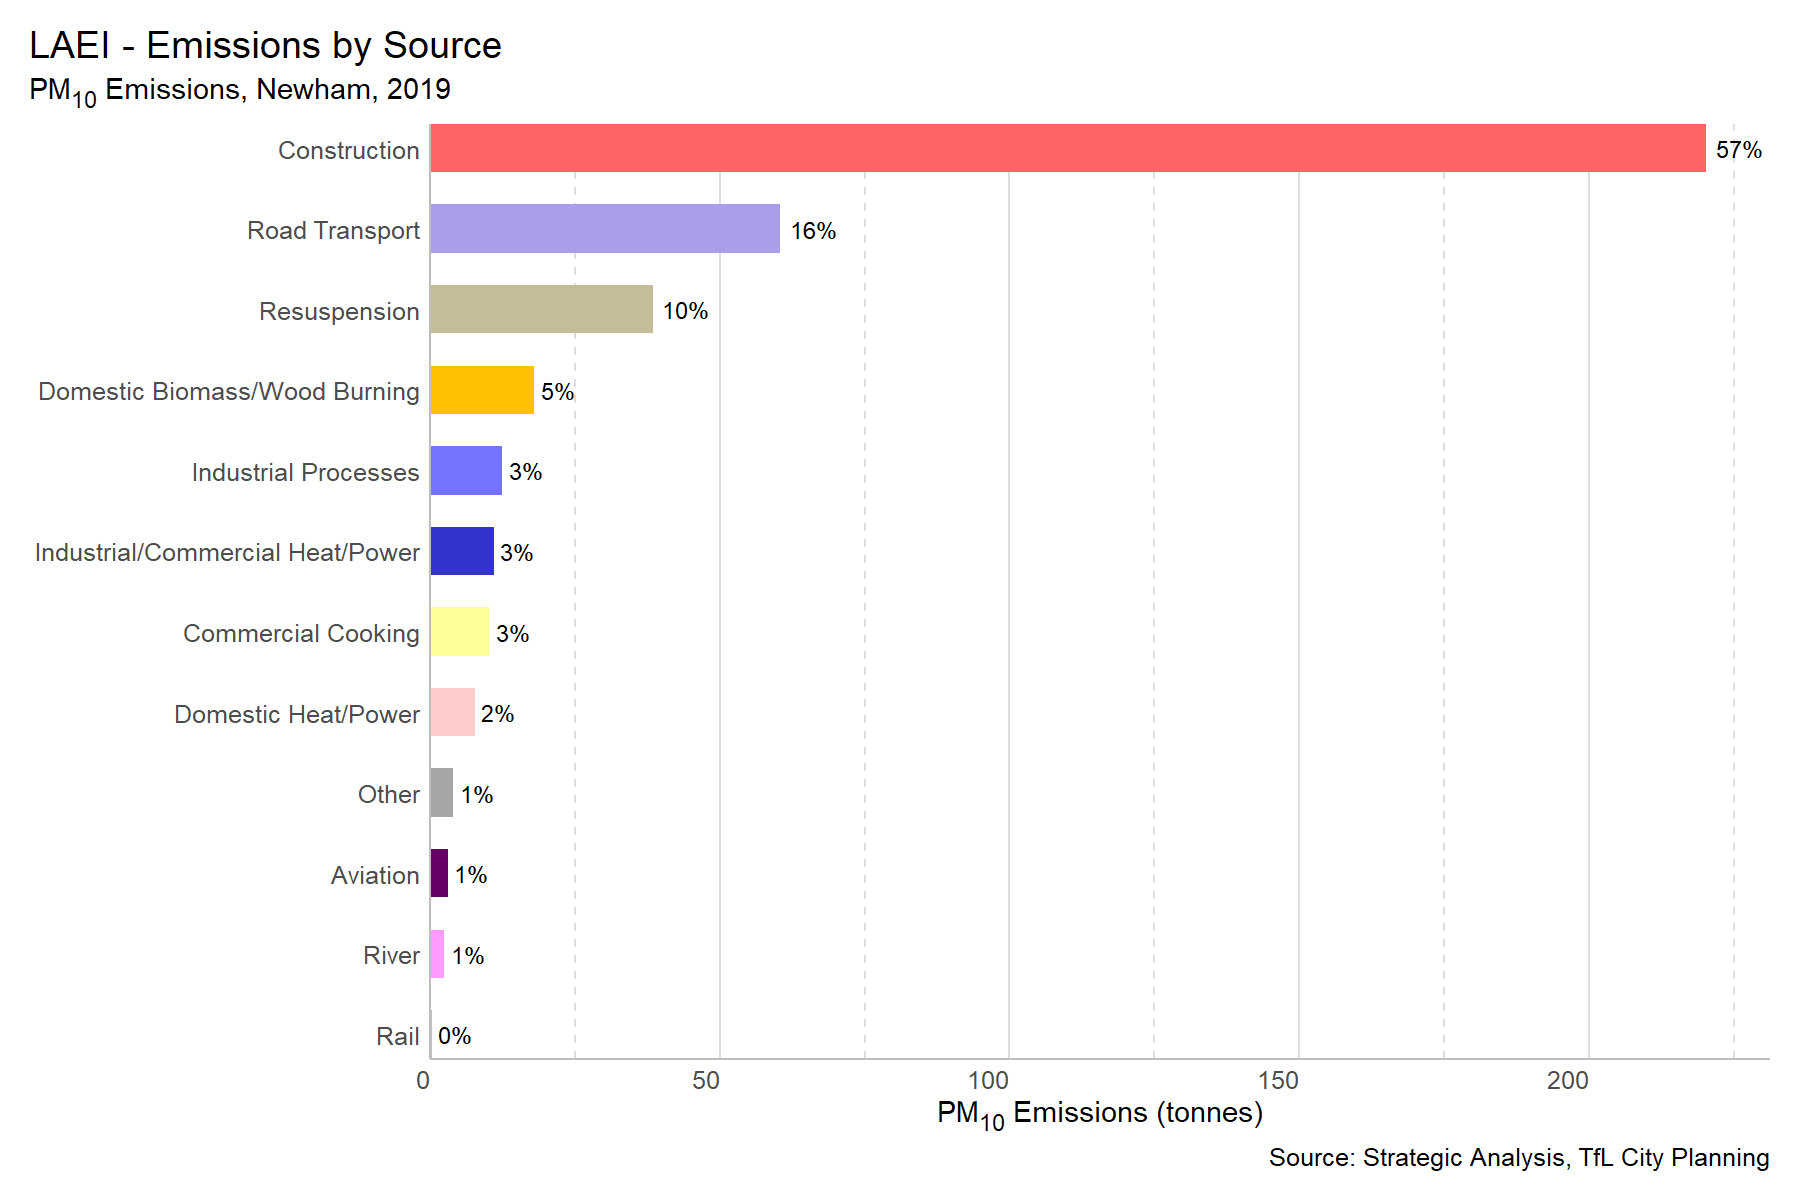 LAEI - Emissions by Source
PM10 Emissions, Newham, 2019
Construction 57%
Road Transport 16%
Resuspension 10%
Domestic Biomass/Wood Burning 5%
Industrial Processes 3%
Industrial/Commercial Heat/Power 3%
Commercial Cooking 3%
Domestic Heat/Power 2%
Other 1%
Aviation 1%
River 1%
Rail 0%
0 50 100 150 200
PM10 Emissions (tonnes)
Source: Strategic Analysis, TfL City Planning